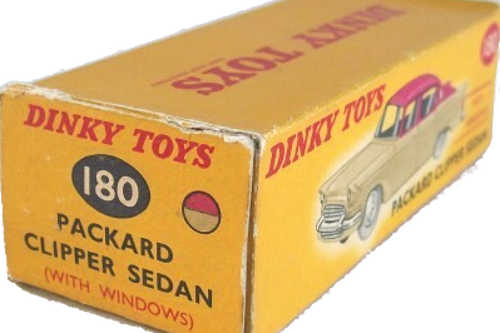 DINKY TOYS
DINKY TOYS
180
PACKARD
CLIPPER SEDAN
(WITH WINDOWS)
DINKY TOYS
PACKARD CLIPPER SEDAN